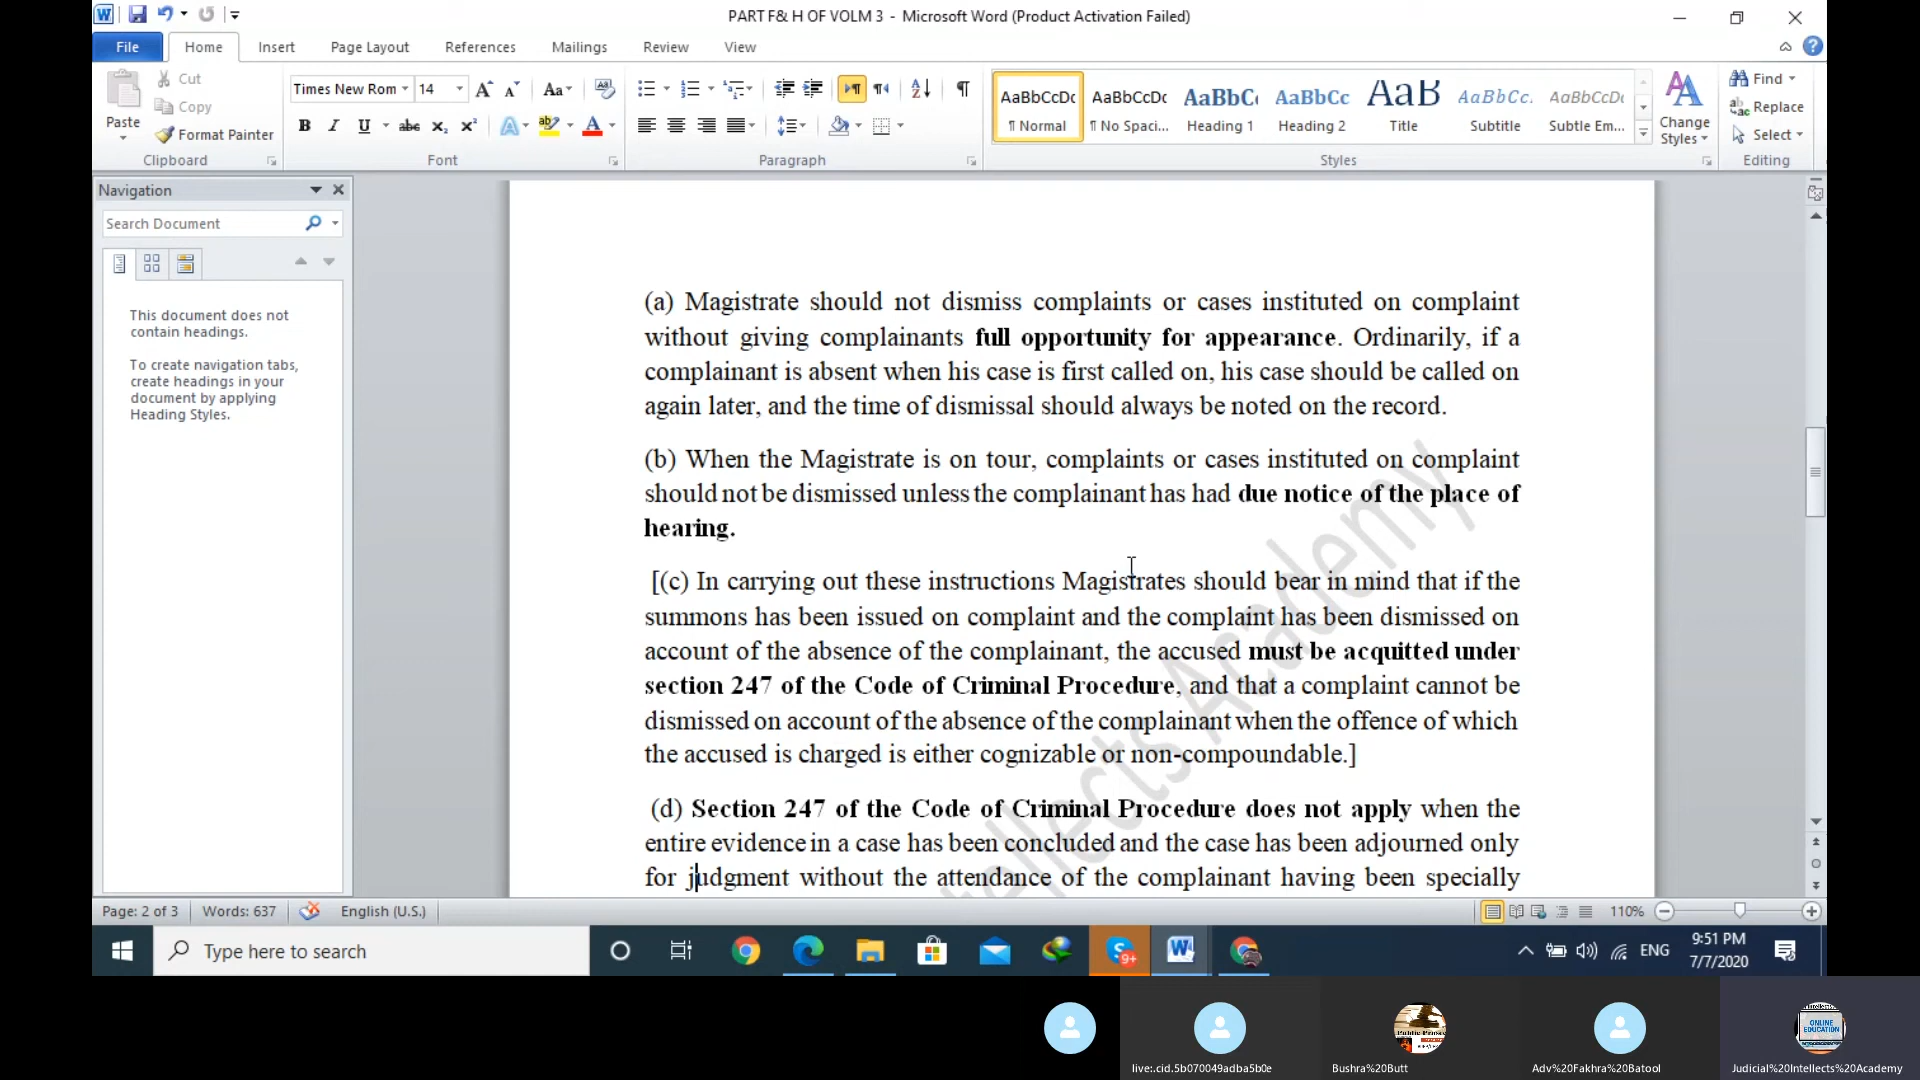 PART F& H OF VOLM 3 - Microsoft Word (Product Activation Failed)
File Home Insert Page Layout References Mailings Review View
Paste
Cut
Copy
Format Painter
Clipboard
Times New Rom 14
Font
Paragraph
AaBbCcDc AaBbCcDc AaBbC AaBbCc AaB AaBbCc. AaBbCcDc
¶ Normal ¶ No Spaci... Heading 1 Heading 2 Title Subtitle Subtle Em...
Change
Styles
Styles
Find
Replace
Select
Editing
Navigation
Search Document
This document does not
contain headings.
To create navigation tabs,
create headings in your
document by applying
Heading Styles.
(a) Magistrate should not dismiss complaints or cases instituted on complaint
without giving complainants full opportunity for appearance. Ordinarily, if a
complainant is absent when his case is first called on, his case should be called on
again later, and the time of dismissal should always be noted on the record.
(b) When the Magistrate is on tour, complaints or cases instituted on complaint
should not be dismissed unless the complainant has had due notice of the place of
hearing.
[(c) In carrying out these instructions Magistrates should bear in mind that if the
summons has been issued on complaint and the complaint has been dismissed on
account of the absence of the complainant, the accused must be acquitted under
section 247 of the Code of Criminal Procedure, and that a complaint cannot be
dismissed on account of the absence of the complainant when the offence of which
the accused is charged is either cognizable or non-compoundable.]
(d) Section 247 of the Code of Criminal Procedure does not apply when the
entire evidence in a case has been concluded and the case has been adjourned only
for judgment without the attendance of the complainant having been specially
Academy
Page: 2 of 3 Words: 637 English (U.S.) 110%
Type here to search
9+
ENG
9:51 PM
7/7/2020
ONLINE
EDUCATION
live:.cid.5b070049adba5b0e Bushra%20Butt Adv%20Fakhra%20Batool Judicial%20Intellects%20Academy